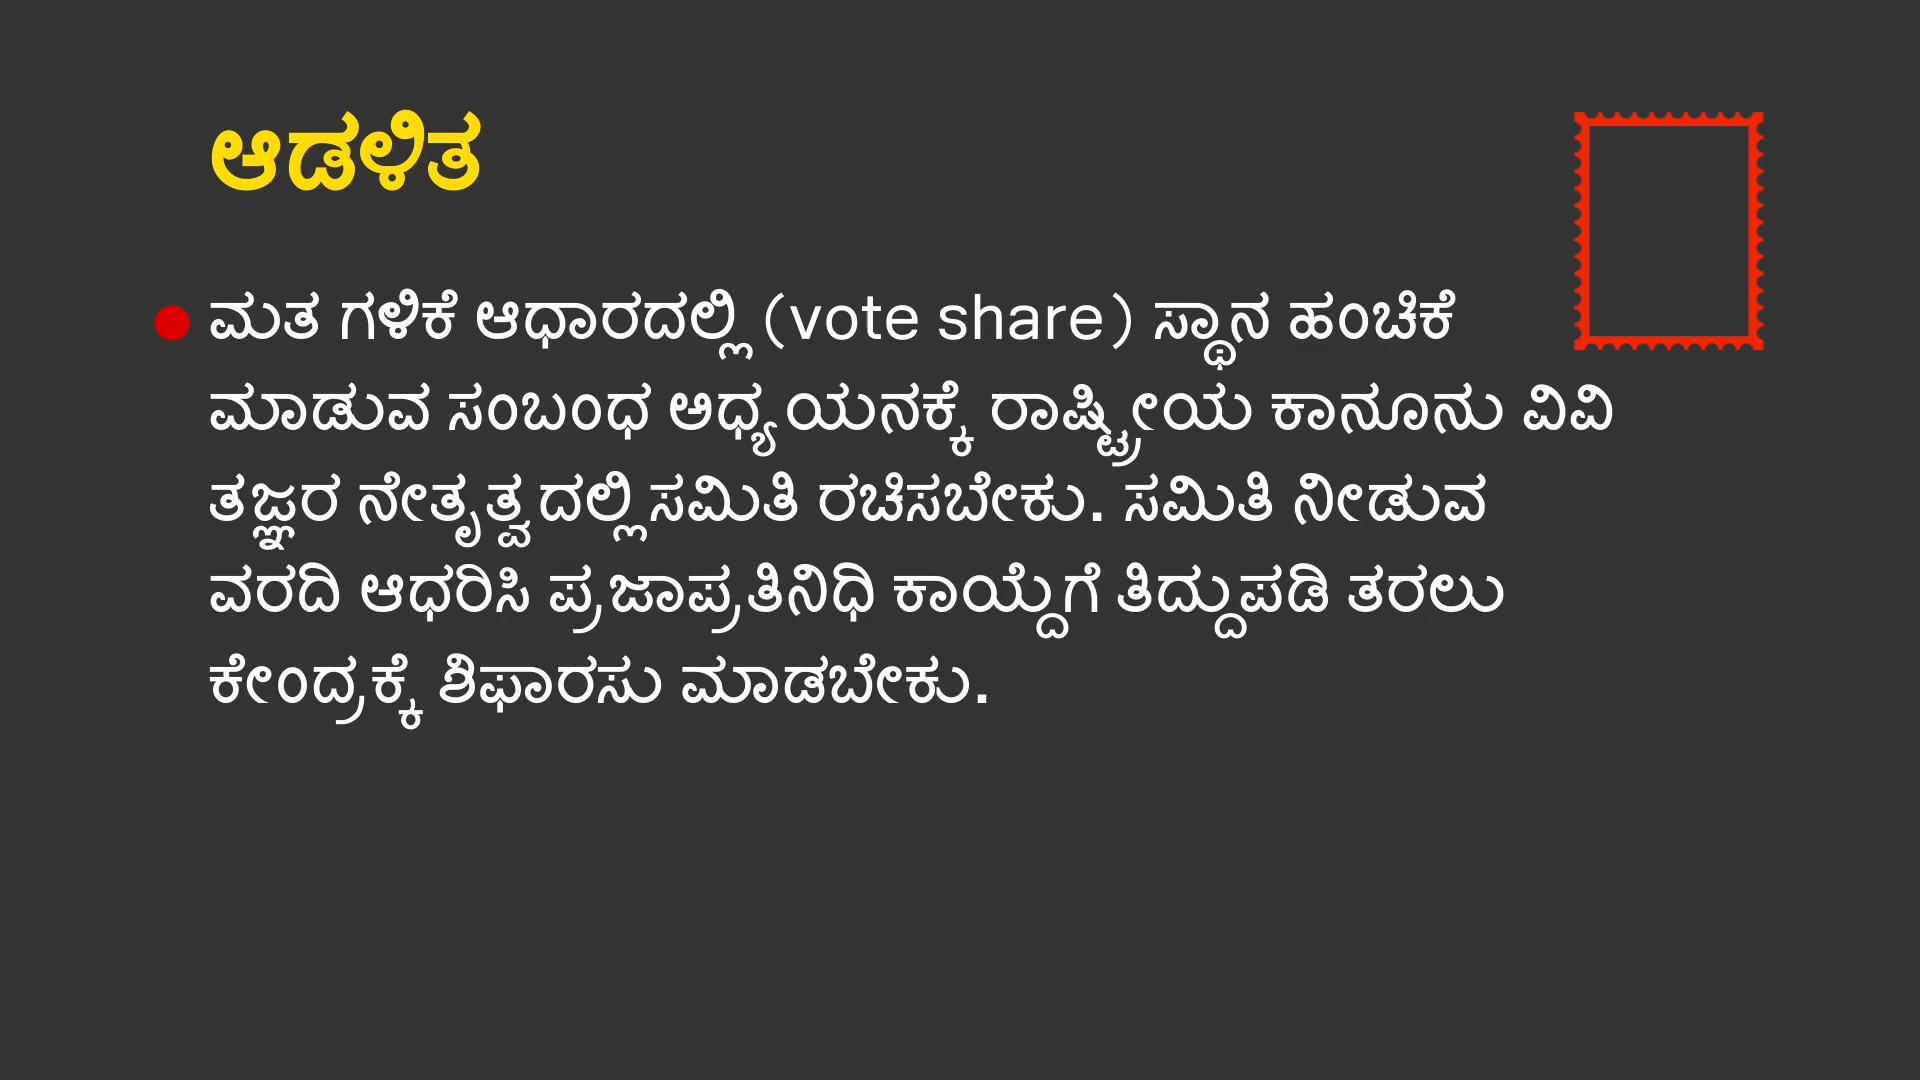 ಆಡಳಿತ
ಮತ ಗಳಿಕೆ ಆಧಾರದಲ್ಲಿ (vote share) ಸ್ಥಾನ ಹಂಚಿಕೆ
ಮಾಡುವ ಸಂಬಂಧ ಅಧ್ಯಯನಕ್ಕೆ ರಾಷ್ಟ್ರೀಯ ಕಾನೂನು ವಿವಿ
ತಜ್ಞರ ನೇತೃತ್ವದಲ್ಲಿಸಮಿತಿ ರಚಿಸಬೇಕು. ಸಮಿತಿ ನೀಡುವ
ವರದಿ ಆಧರಿಸಿ ಪ್ರಜಾಪ್ರತಿನಿಧಿ ಕಾಯ್ದೆಗೆ ತಿದ್ದುಪಡಿ ತರಲು
ಕೇಂದ್ರಕ್ಕೆ ಶಿಫಾರಸು ಮಾಡಬೇಕು.